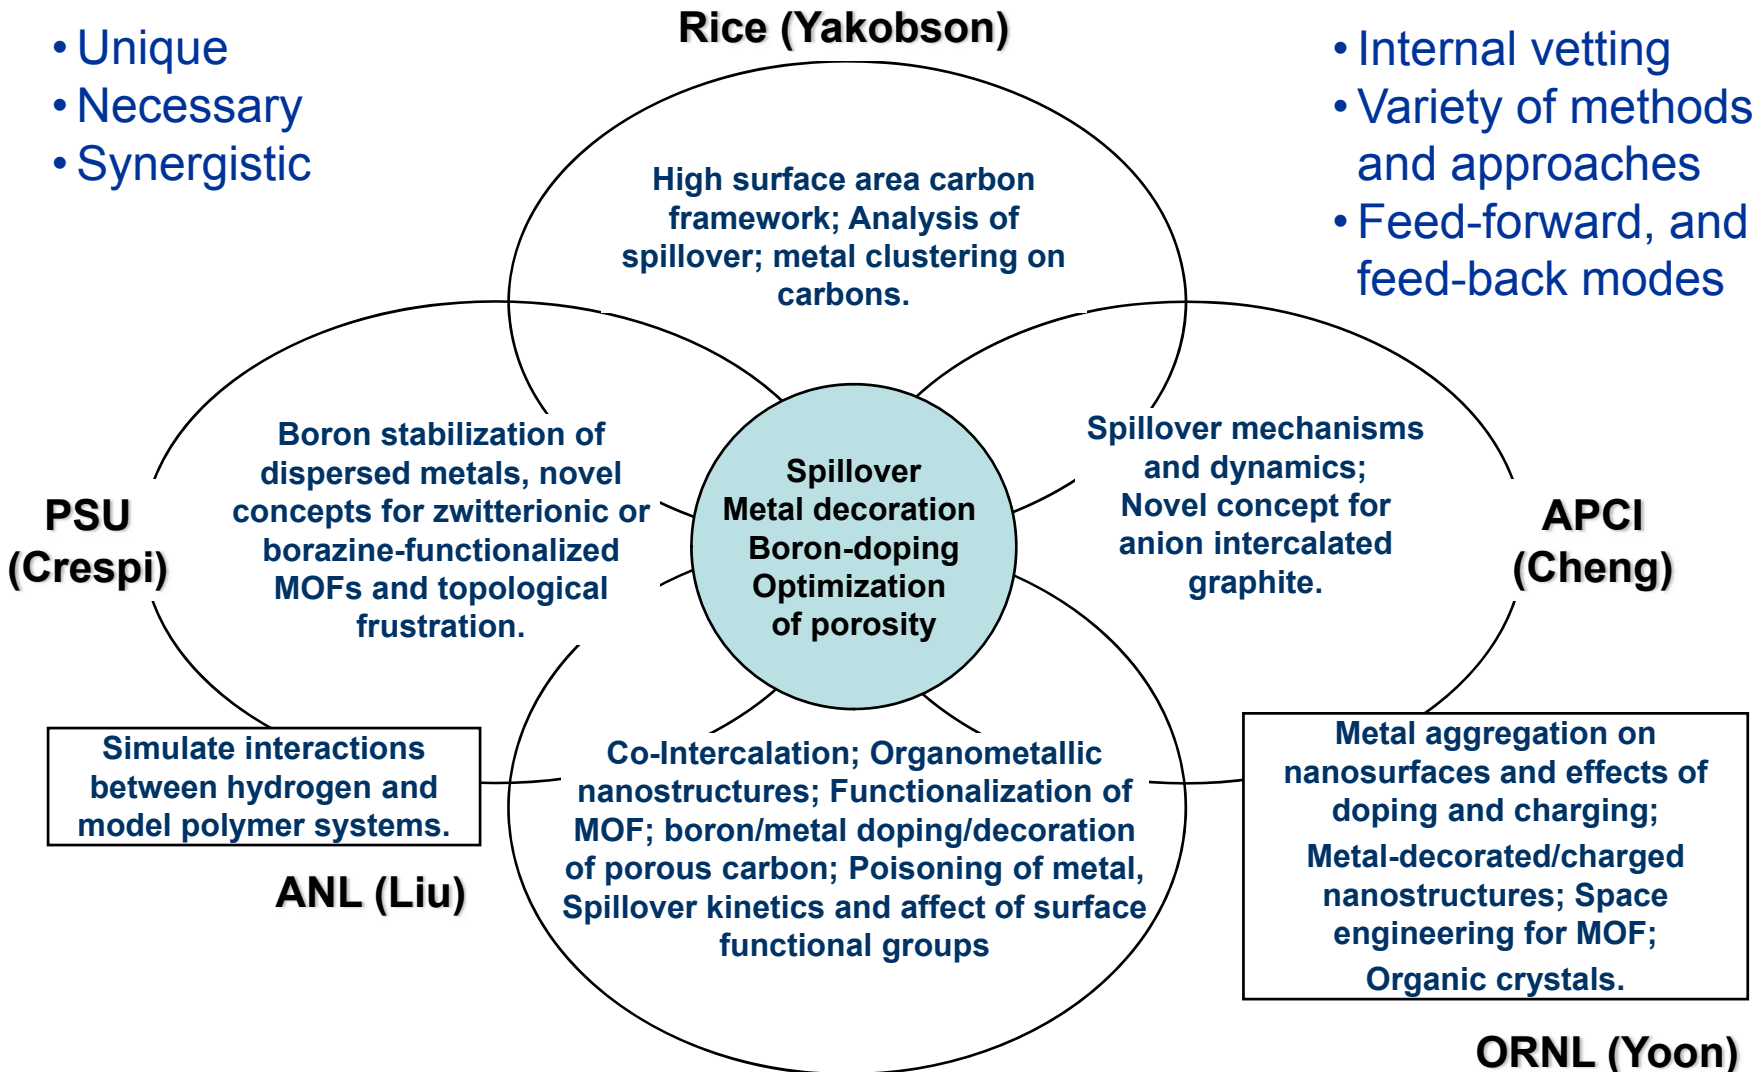 • Unique
• Necessary
• Synergistic
Rice (Yakobson)
• Internal vetting
• Variety of methods
and approaches
• Feed-forward, and
feed-back modes
High surface area carbon
framework; Analysis of
spillover; metal clustering on
carbons.
PSU
(Crespi)
Boron stabilization of
dispersed metals, novel
concepts for zwitterionic or
borazine-functionalized
MOFs and topological
frustration.
Spillover
Metal decoration
Boron-doping
Optimization
of porosity
Spillover mechanisms
and dynamics;
Novel concept for
anion intercalated
graphite.
APCI
(Cheng)
Simulate interactions
between hydrogen and
model polymer systems.
ANL (Liu)
Co-Intercalation; Organometallic
nanostructures; Functionalization of
MOF; boron/metal doping/decoration
of porous carbon; Poisoning of metal,
Spillover kinetics and affect of surface
functional groups
Metal aggregation on
nanosurfaces and effects of
doping and charging;
Metal-decorated/charged
nanostructures; Space
engineering for MOF;
Organic crystals.
ORNL (Yoon)